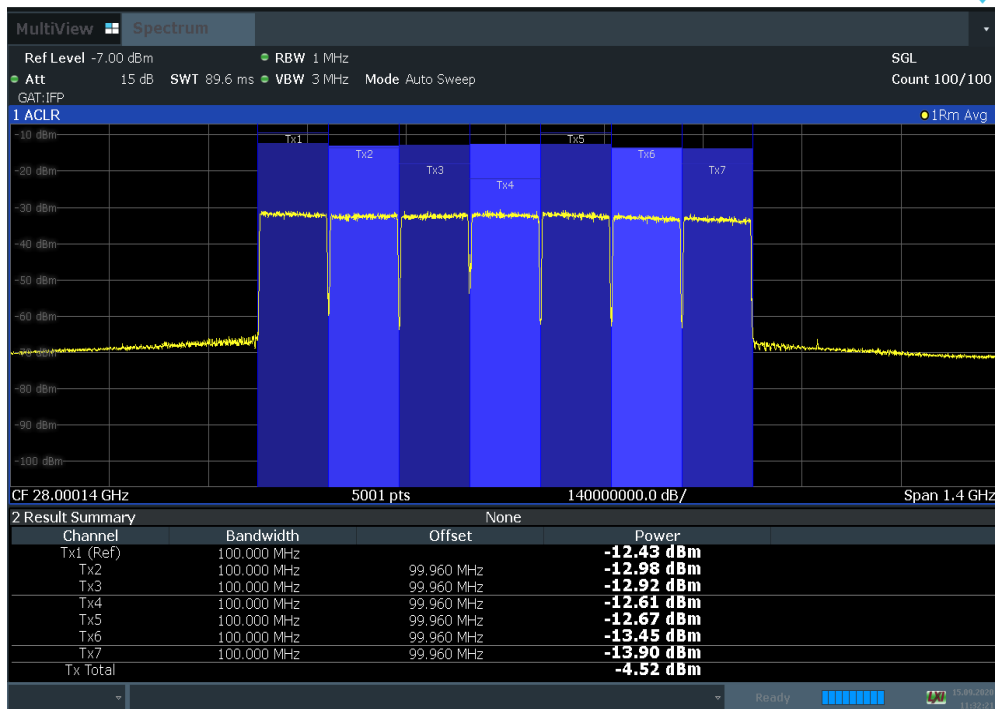 MultiView Spectrum
Ref Level -7.00 dBm RBW 1 MHz SGL
Att 15 dB SWT 89.6 ms VBW 3 MHz Mode Auto Sweep Count 100/100
GAT:IFP
1 ACLR 1Rm Avg
-10 dBm
Tx1 Tx5
Tx2 Tx6
-20 dBm Tx3 Tx7
Tx4
-30 dBm
-40 dBm
-50 dBm
-60 dBm
-70 dBm
-80 dBm
-90 dBm
-100 dBm
CF 28.00014 GHz 5001 pts 140000000.0 dB/ Span 1.4 GHz
2 Result Summary None
Channel Bandwidth Offset Power
Tx1 (Ref) 100.000 MHz -12.43 dBm
Tx2 100.000 MHz 99.960 MHz -12.98 dBm
Tx3 100.000 MHz 99.960 MHz -12.92 dBm
Tx4 100.000 MHz 99.960 MHz -12.61 dBm
Tx5 100.000 MHz 99.960 MHz -12.67 dBm
Tx6 100.000 MHz 99.960 MHz -13.45 dBm
Tx7 100.000 MHz 99.960 MHz -13.90 dBm
Tx Total -4.52 dBm
Ready LXI 15.09.2020
11:32:21